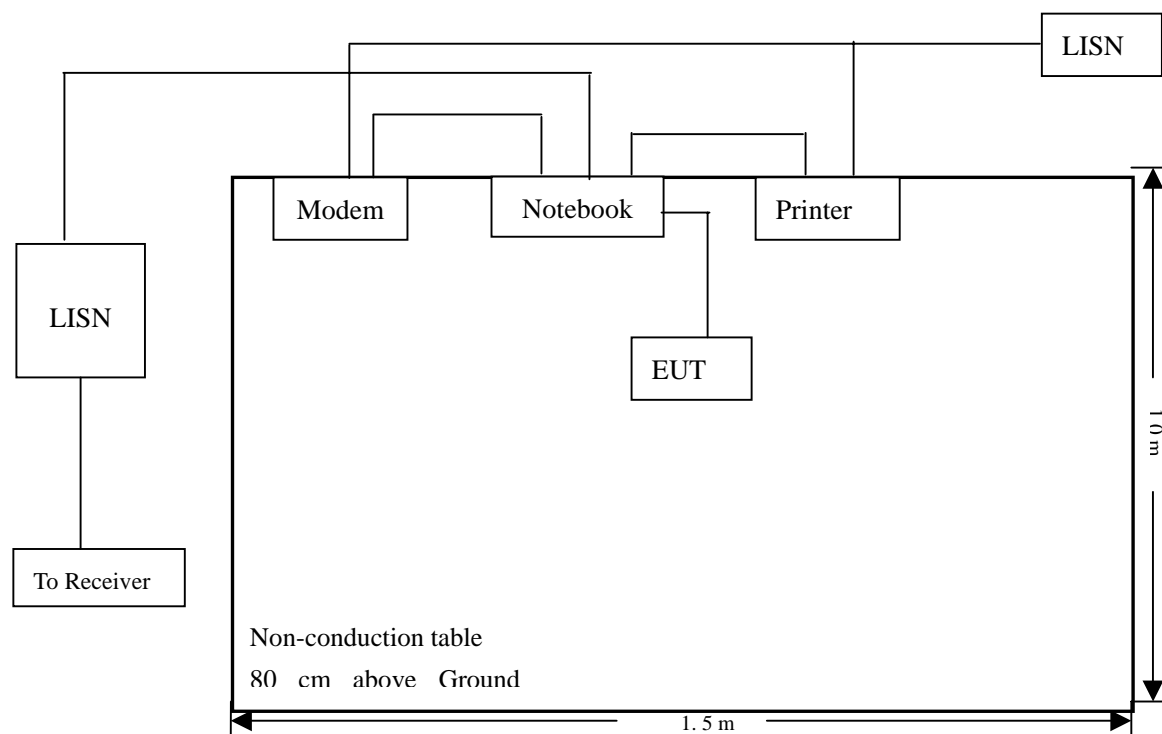 LISN
Modem
Notebook
Printer
LISN
EUT
1 0 m
To Receiver
Non-conduction table
80 cm above Ground
1. 5 m